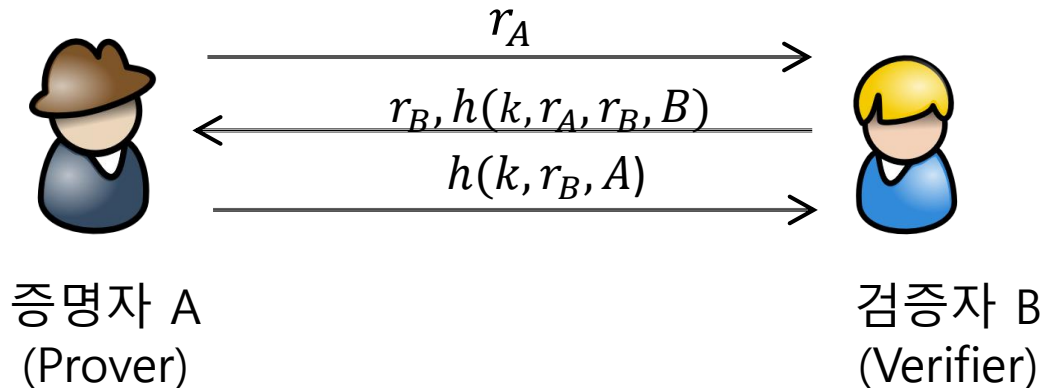 r_A
r_B, h(k, r_A, r_B, B)
h(k, r_B, A)
증명자 A
(Prover)
검증자 B
(Verifier)